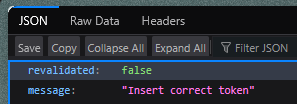 JSON Raw Data Headers
Save Copy Collapse All Expand All Filter JSON
revalidated: false
message: "Insert correct token"